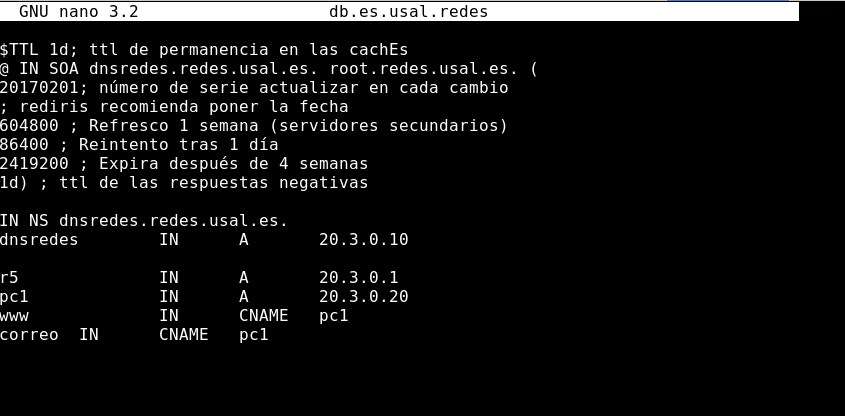 GNU nano 3.2 db.es.usal.redes
$TTL 1d; ttl de permanencia en las cachEs
@ IN SOA dnsredes.redes.usal.es. root.redes.usal.es. (
20170201; número de serie actualizar en cada cambio
; rediris recomienda poner la fecha
604800 ; Refresco 1 semana (servidores secundarios)
86400 ; Reintento tras 1 día
2419200 ; Expira después de 4 semanas
1d) ; ttl de las respuestas negativas
IN NS dnsredes.redes.usal.es.
dnsredes IN A 20.3.0.10
r5 IN A 20.3.0.1
pc1 IN A 20.3.0.20
www IN CNAME pc1
correo IN CNAME pc1